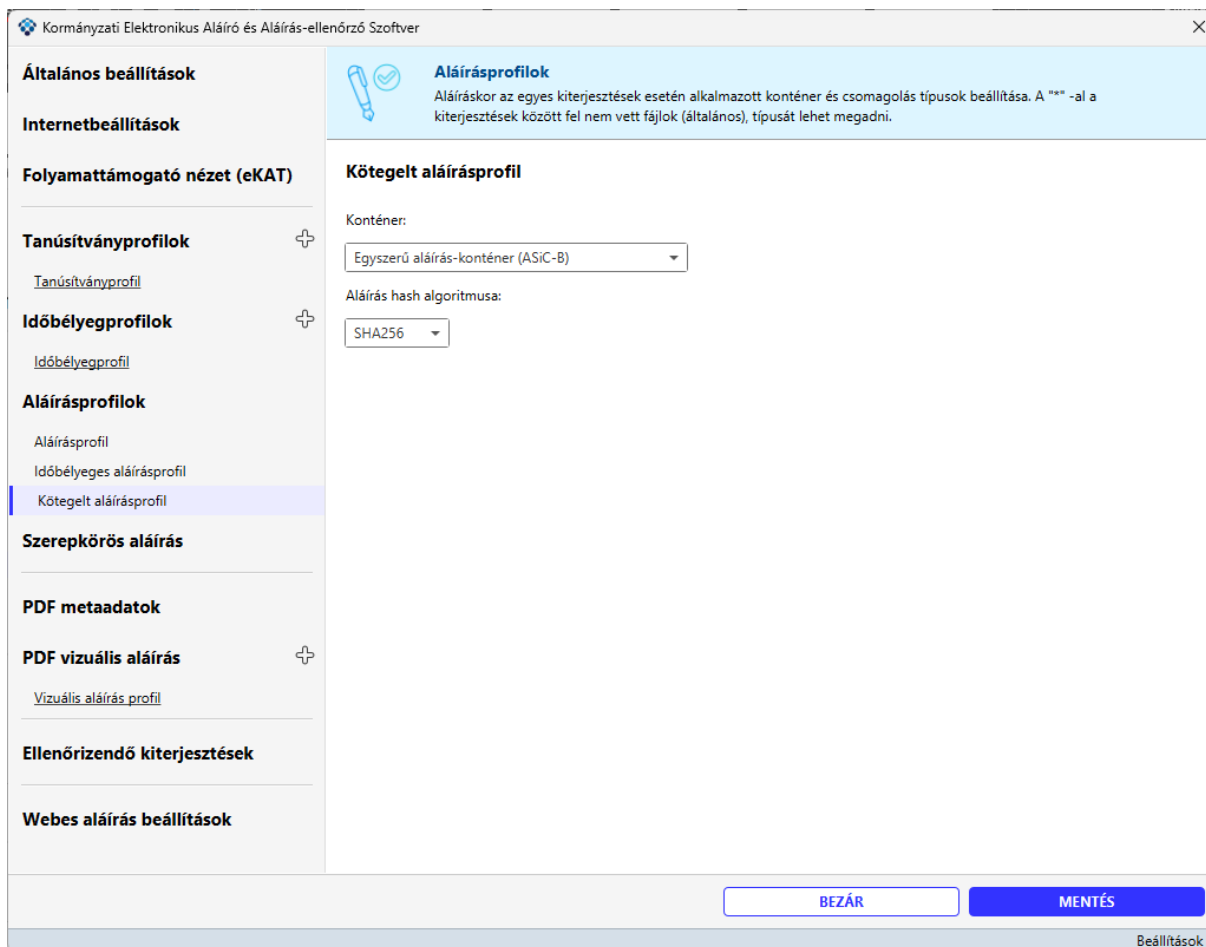 Kormányzati Elektronikus Aláíró és Aláírás-ellenőrző Szoftver
Általános beállítások
Internetbeállítások
Folyamattámogató nézet (eKAT)
Tanúsítványprofilok
Tanúsítványprofil
Időbélyegprofilok
Időbélyegprofil
Aláírásprofilok
Aláírásprofil
Időbélyeges aláírásprofil
Kötegelt aláírásprofil
Szerepkörös aláírás
PDF metaadatok
PDF vizuális aláírás
Vizuális aláírás profil
Ellenőrizendő kiterjesztések
Webes aláírás beállítások
Aláírásprofilok
Aláíráskor az egyes kiterjesztések esetén alkalmazott konténer és csomagolás típusok beállítása. A "*" -al a
kiterjesztések között fel nem vett fájlok (általános), típusát lehet megadni.
Kötegelt aláírásprofil
Konténer:
Egyszerű aláírás-konténer (ASiC-B)
Aláírás hash algoritmusa:
SHA256
BEZÁR
MENTÉS
Beállítások